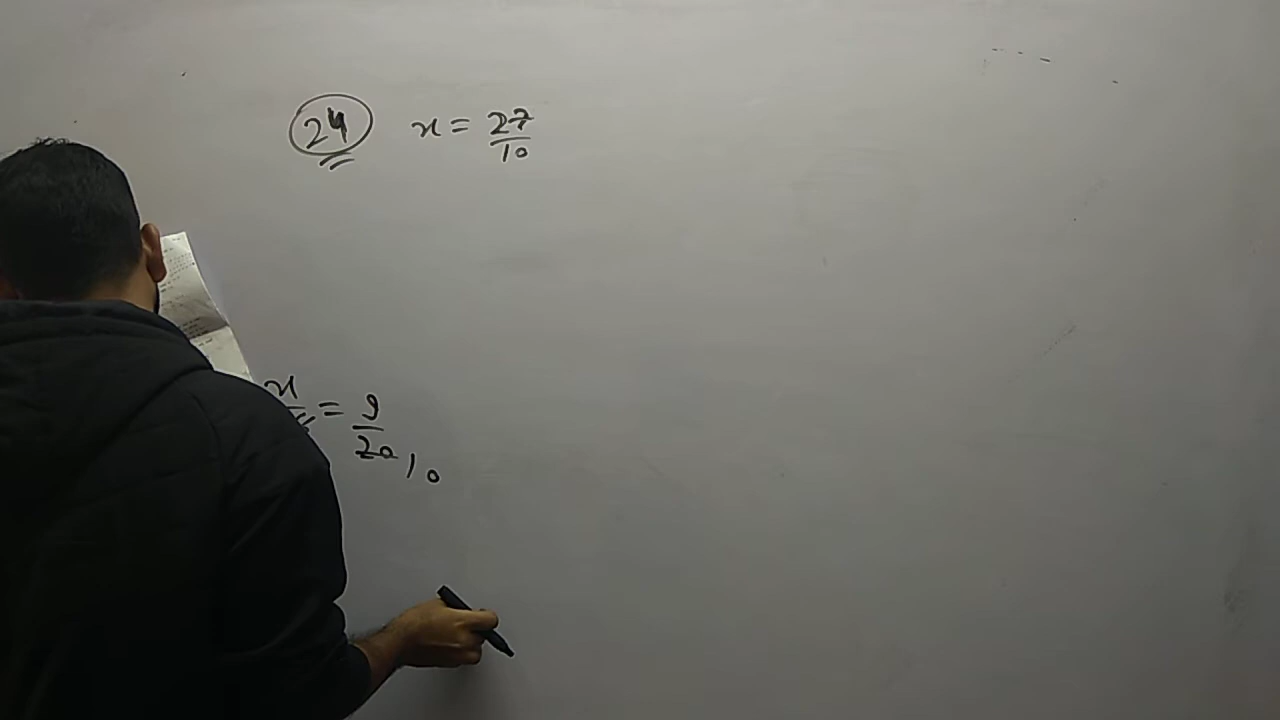 24 x = 27/10
x/ = 9/20
10